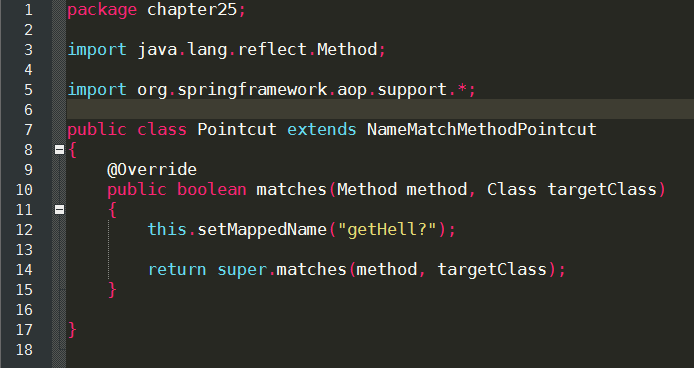 1 package chapter25;
2
3 import java.lang.reflect.Method;
4
5 import org.springframework.aop.support.*;
6
7 public class Pointcut extends NameMatchMethodPointcut
8 {
9     @Override
10     public boolean matches(Method method, Class targetClass)
11     {
12         this.setMappedName("getHell?");
13
14         return super.matches(method, targetClass);
15     }
16
17 }
18